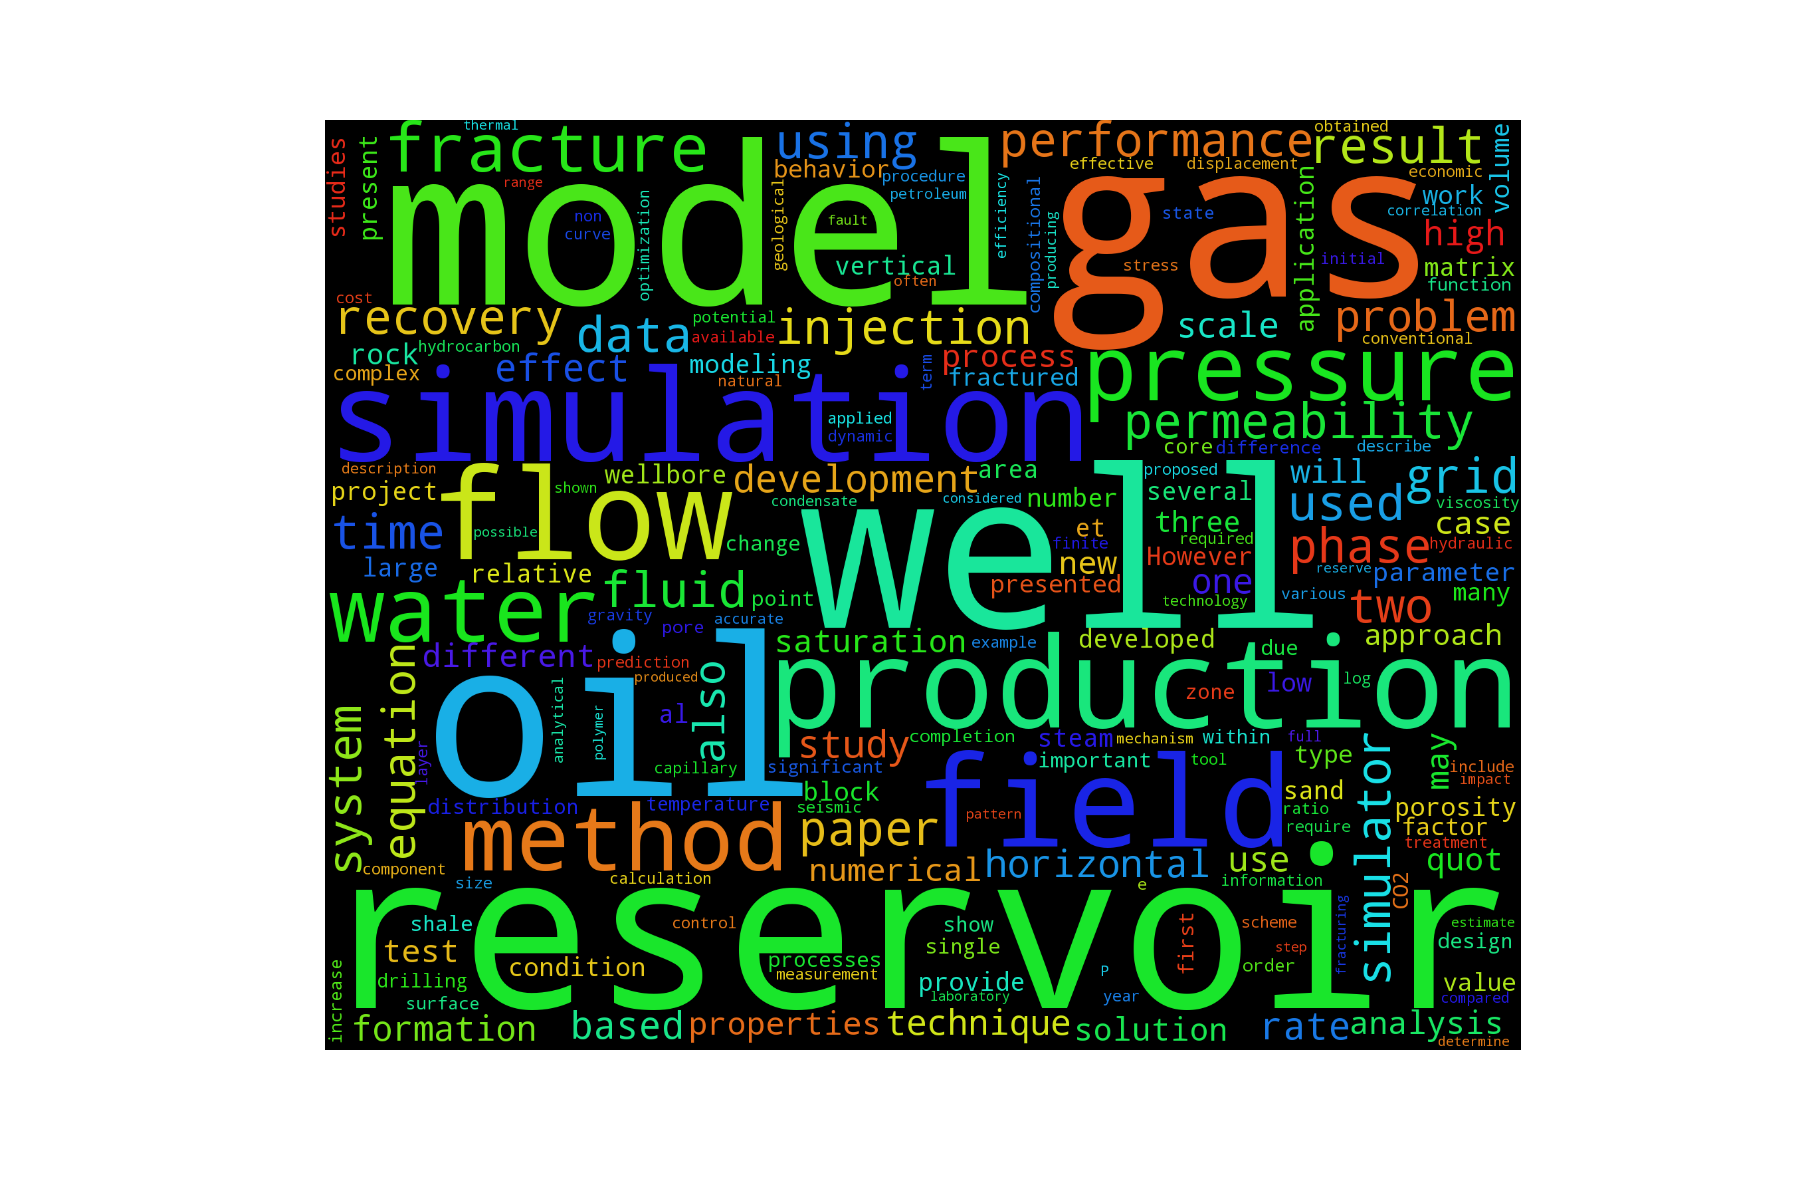 thermal
fracture
using
performance
obtained
result
volume
studies
present
model
range
non
curve
optimization
behavior
procedure
petroleum
geological
fault
vertical
often
efficiency
compositional
producing
effective
displacement
gas
state
stress
application
economic
work
correlation
high
initial
matrix
function
cost
recovery
data
potential
available
injection
scale
problem
conventional
rock
hydrocarbon
complex
effect
modeling
natural
term
process
fractured
pressure
simulation
applied
dynamic
permeability
core
difference
describe
description
project
flow
shown
wellbore
development
area
condensate
considered
number
proposed
several
will
used
grid
viscosity
time
possible
change
well
et
finite
new
three
required
However
case
phase
hydraulic
large
relative
presented
one
technology
reserve
various
parameter
many
two
water
fluid
point
gravity
pore
accurate
saturation
example
developed
due
approach
equation
different
prediction
produced
oil
also
production
zone
low
log
system
layer
analytical
polymer
al
capillary
study
significant
completion
steam
mechanism
within
full
important
tool
type
simulator
may
include
impact
distribution
temperature
block
seismic
field
pattern
sand
ratio
require
porosity
factor
treatment
method
paper
numerical
horizontal
use
quot
component
size
calculation
e
information
CO2
reservoir
shale
control
show
first
scheme
fracturing
estimate
test
single
step
design
condition
processes
measurement
order
drilling
provide
P
value
increase
surface
laboratory
year
compared
formation
based
properties
technique
solution
rate
analysis
determine